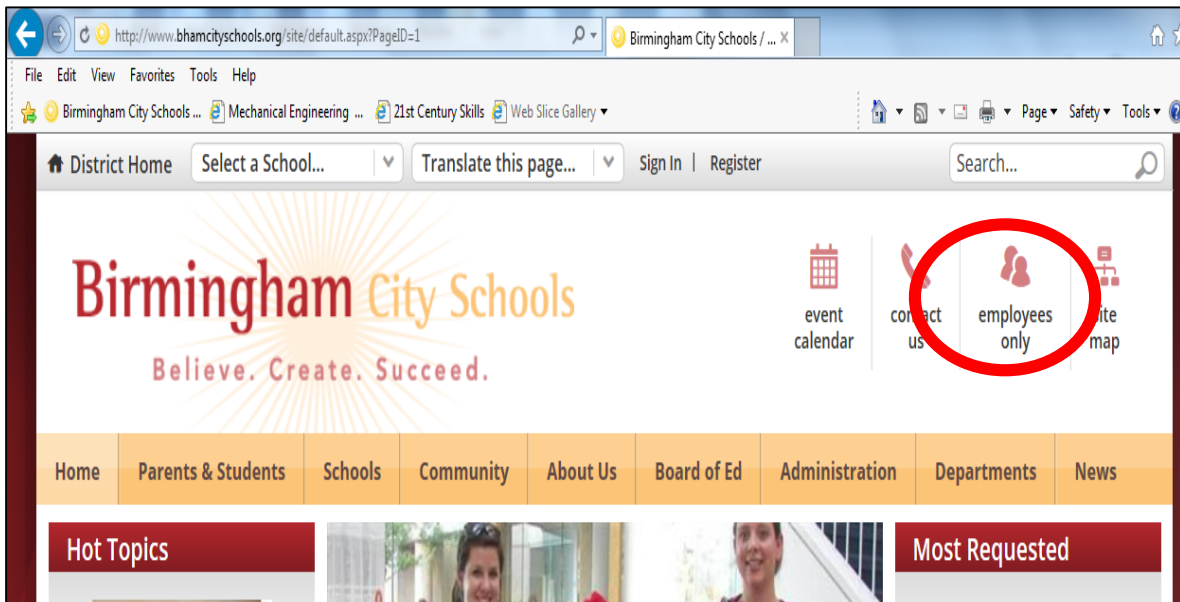 http://www.bhamcityschools.org/site/default.aspx?PageID=1
Birmingham City Schools / ...
File Edit View Favorites Tools Help
Birmingham City Schools ... Mechanical Engineering ... 21st Century Skills Web Slice Gallery
Page Safety Tools
District Home Select a School... Translate this page... Sign In | Register Search...
Birmingham City Schools
Believe. Create. Succeed.
event calendar
contact us
employees only
site map
Home Parents & Students Schools Community About Us Board of Ed Administration Departments News
Hot Topics
Most Requested